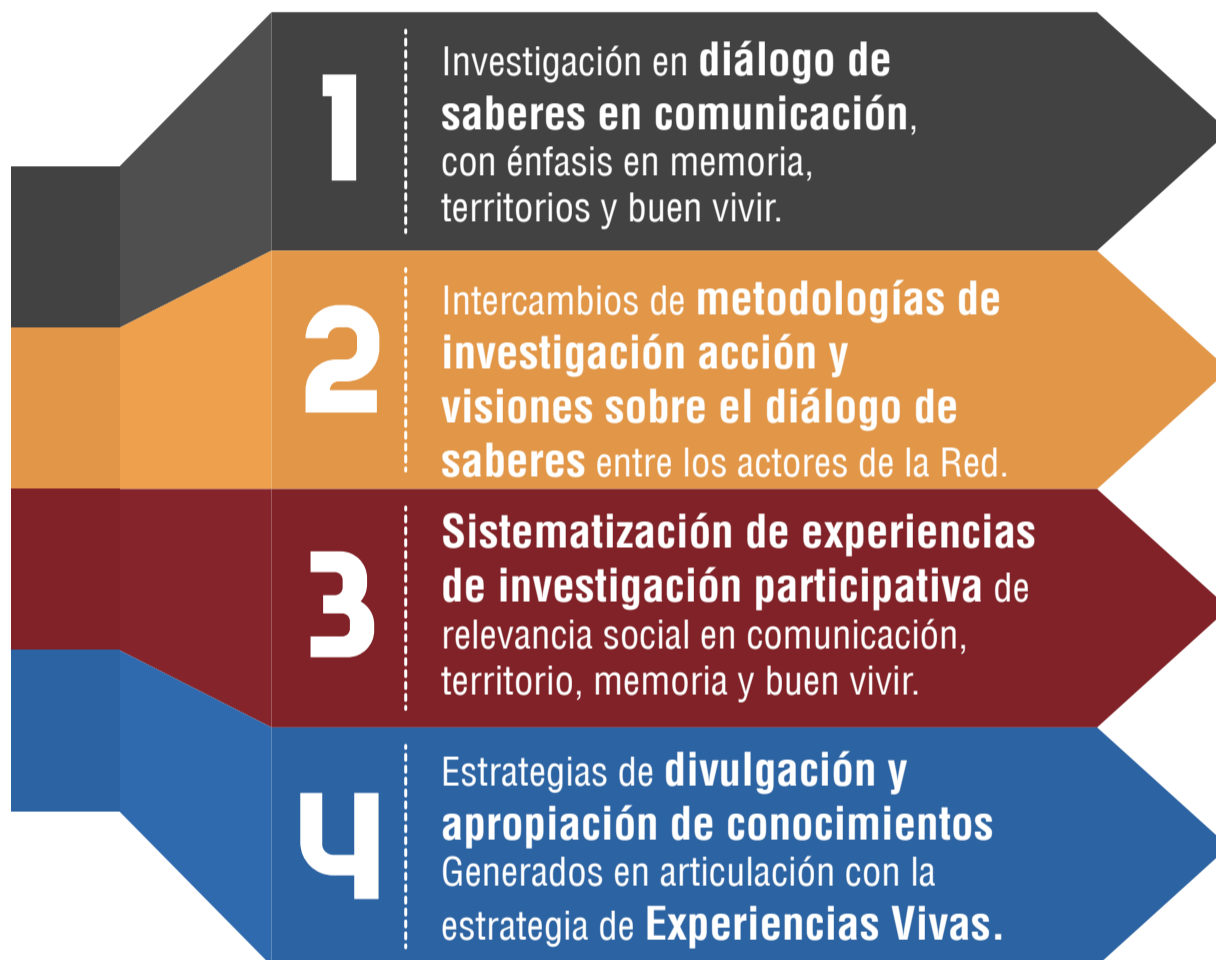 1
Investigación en diálogo de
saberes en comunicación,
con énfasis en memoria,
territorios y buen vivir.
2
Intercambios de metodologías de
investigación acción y
visiones sobre el diálogo de
saberes entre los actores de la Red.
3
Sistematización de experiencias
de investigación participativa de
relevancia social en comunicación,
territorio, memoria y buen vivir.
4
Estrategias de divulgación y
apropiación de conocimientos
Generados en articulación con la
estrategia de Experiencias Vivas.